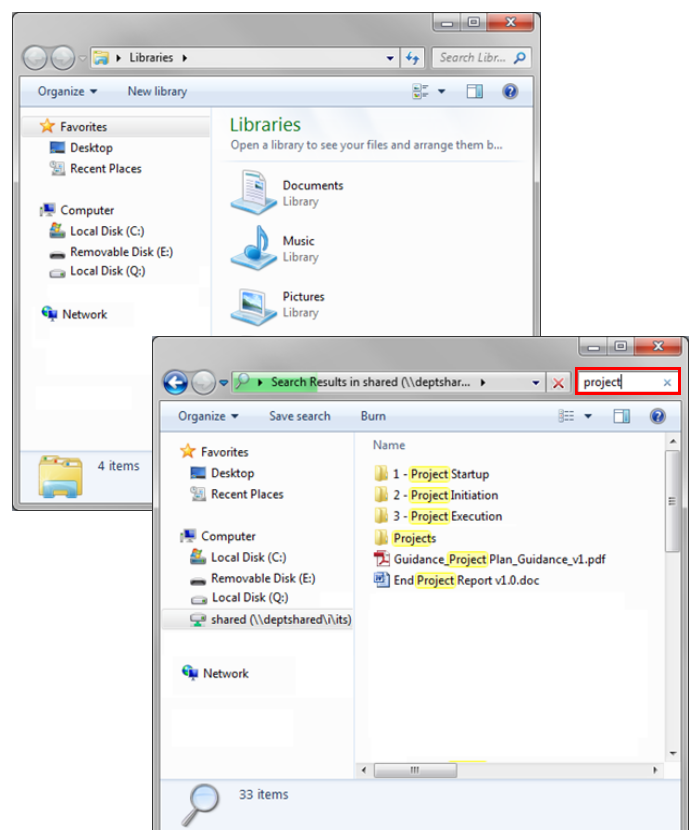 Libraries
Search Libr...
Organize
New library
Favorites
Desktop
Recent Places
Computer
Local Disk (C:)
Removable Disk (E:)
Local Disk (Q:)
Network
4 items
Libraries
Open a library to see your files and arrange them b...
Documents
Library
Music
Library
Pictures
Library
Search Results in shared (\\deptshar...
project
Organize
Save search
Burn
Favorites
Desktop
Recent Places
Computer
Local Disk (C:)
Removable Disk (E:)
Local Disk (Q:)
shared (\\deptshared\i\its)
Network
Name
1 - Project Startup
2 - Project Initiation
3 - Project Execution
Projects
Guidance_Project Plan_Guidance_v1.pdf
End Project Report v1.0.doc
33 items